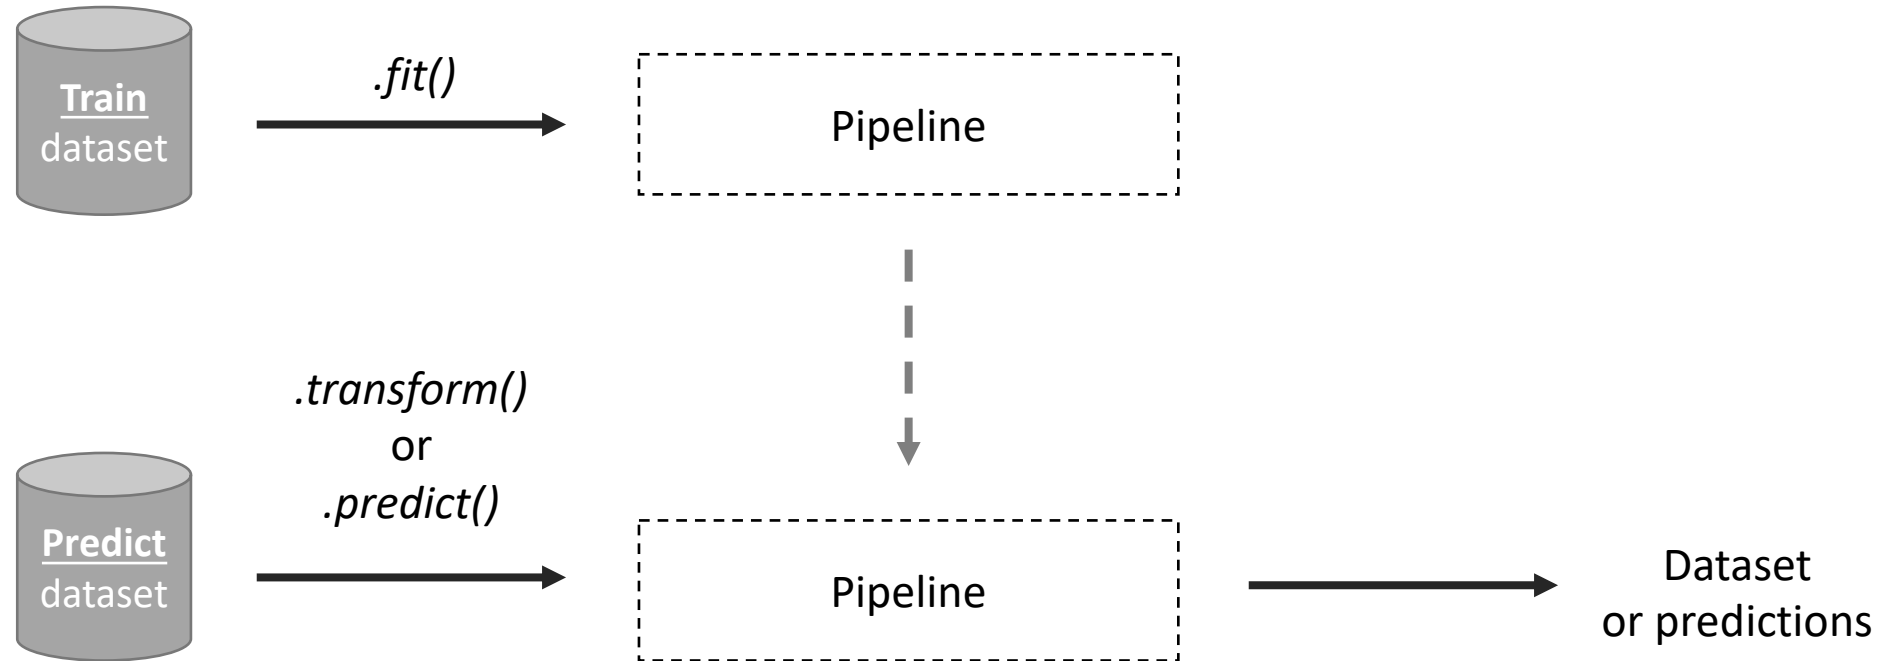 Train
dataset
.fit()
Pipeline
.transform()
or
.predict()
Predict
dataset
Pipeline
Dataset
or predictions